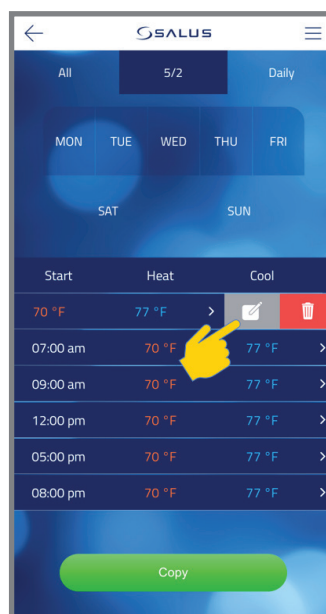 SALUS
All 5/2 Daily
MON TUE WED THU FRI
SAT SUN
Start Heat Cool
70 °F 77 °F
07:00 am 70 °F 77 °F
09:00 am 70 °F 77 °F
12:00 pm 70 °F 77 °F
05:00 pm 70 °F 77 °F
08:00 pm 70 °F 77 °F
Copy